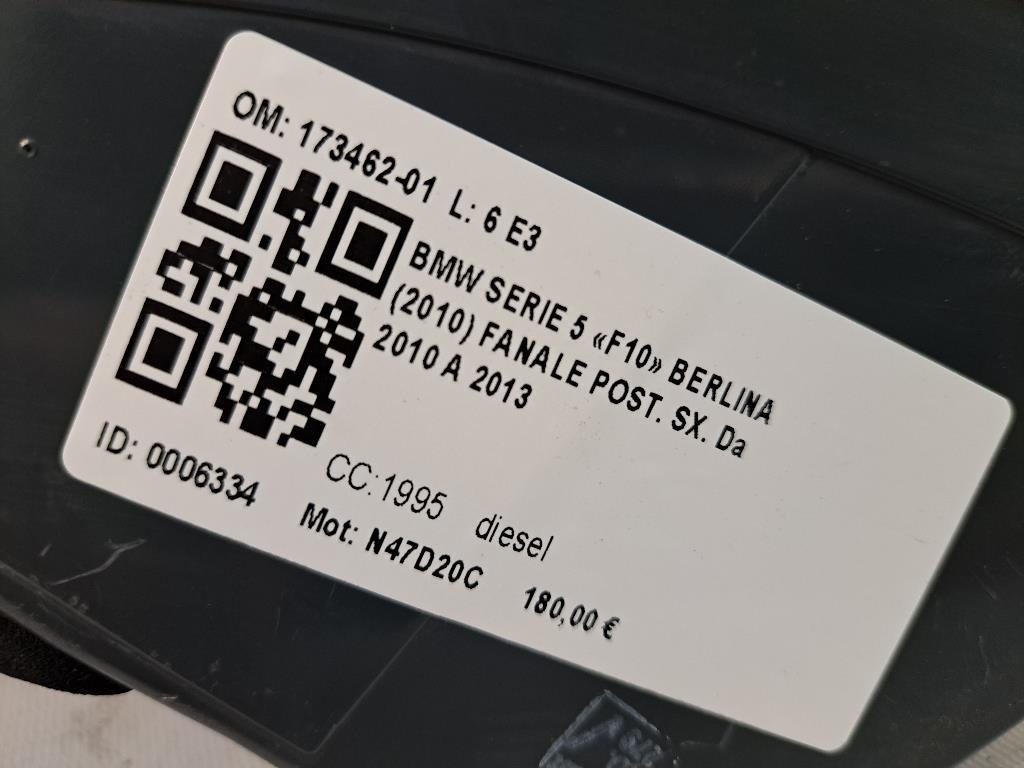 OM: 173462-01 L: 6 E3
BMW SERIE 5 «F10» BERLINA
(2010) FANALE POST. SX. Da
2010 A 2013
ID: 0006334
CC:1995 diesel
Mot: N47D20C 180,00 €